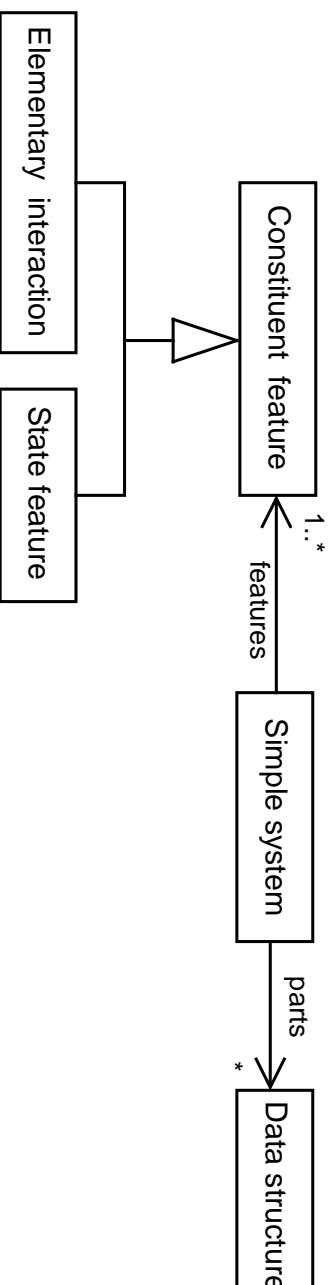 Constituent feature
1..*
features
Simple system
parts
*
Data structure
Elementary interaction
State feature